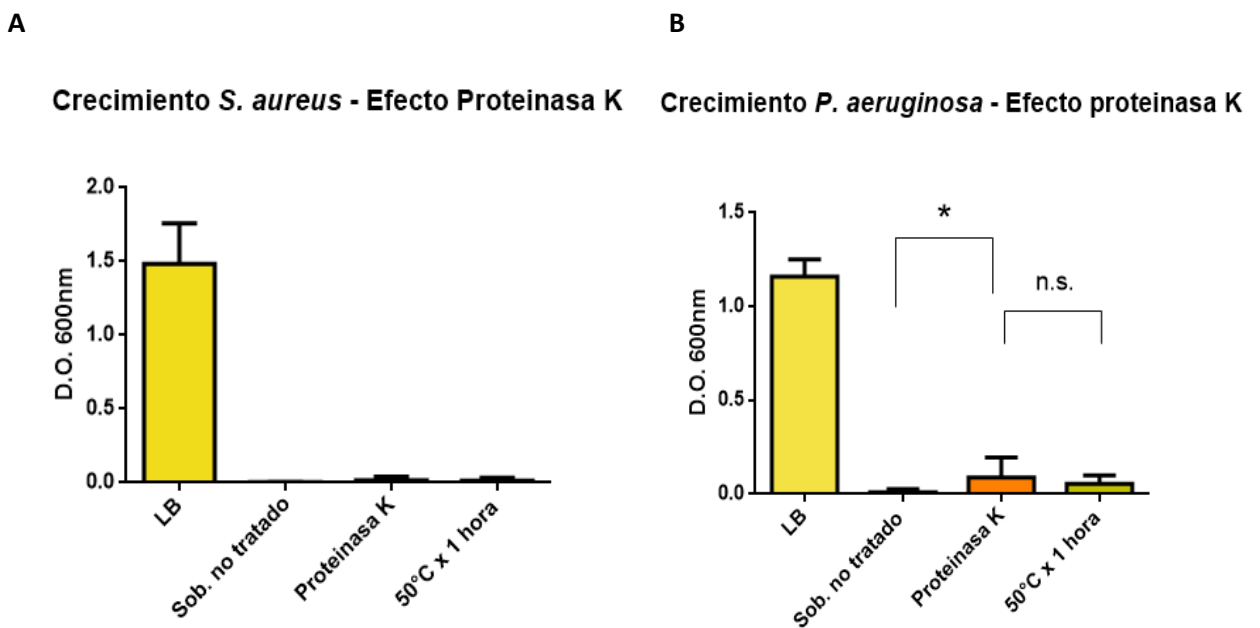 A
B
Crecimiento S. aureus - Efecto Proteinasa K
Crecimiento P. aeruginosa - Efecto proteinasa K
D.O. 600nm
2.0
1.5
1.0
0.5
0.0
LB
Sob. no tratado
Proteinasa K
50°C x 1 hora
D.O. 600nm
1.5
1.0
0.5
0.0
*
n.s.
LB
Sob. no tratado
Proteinasa K
50°C x 1 hora